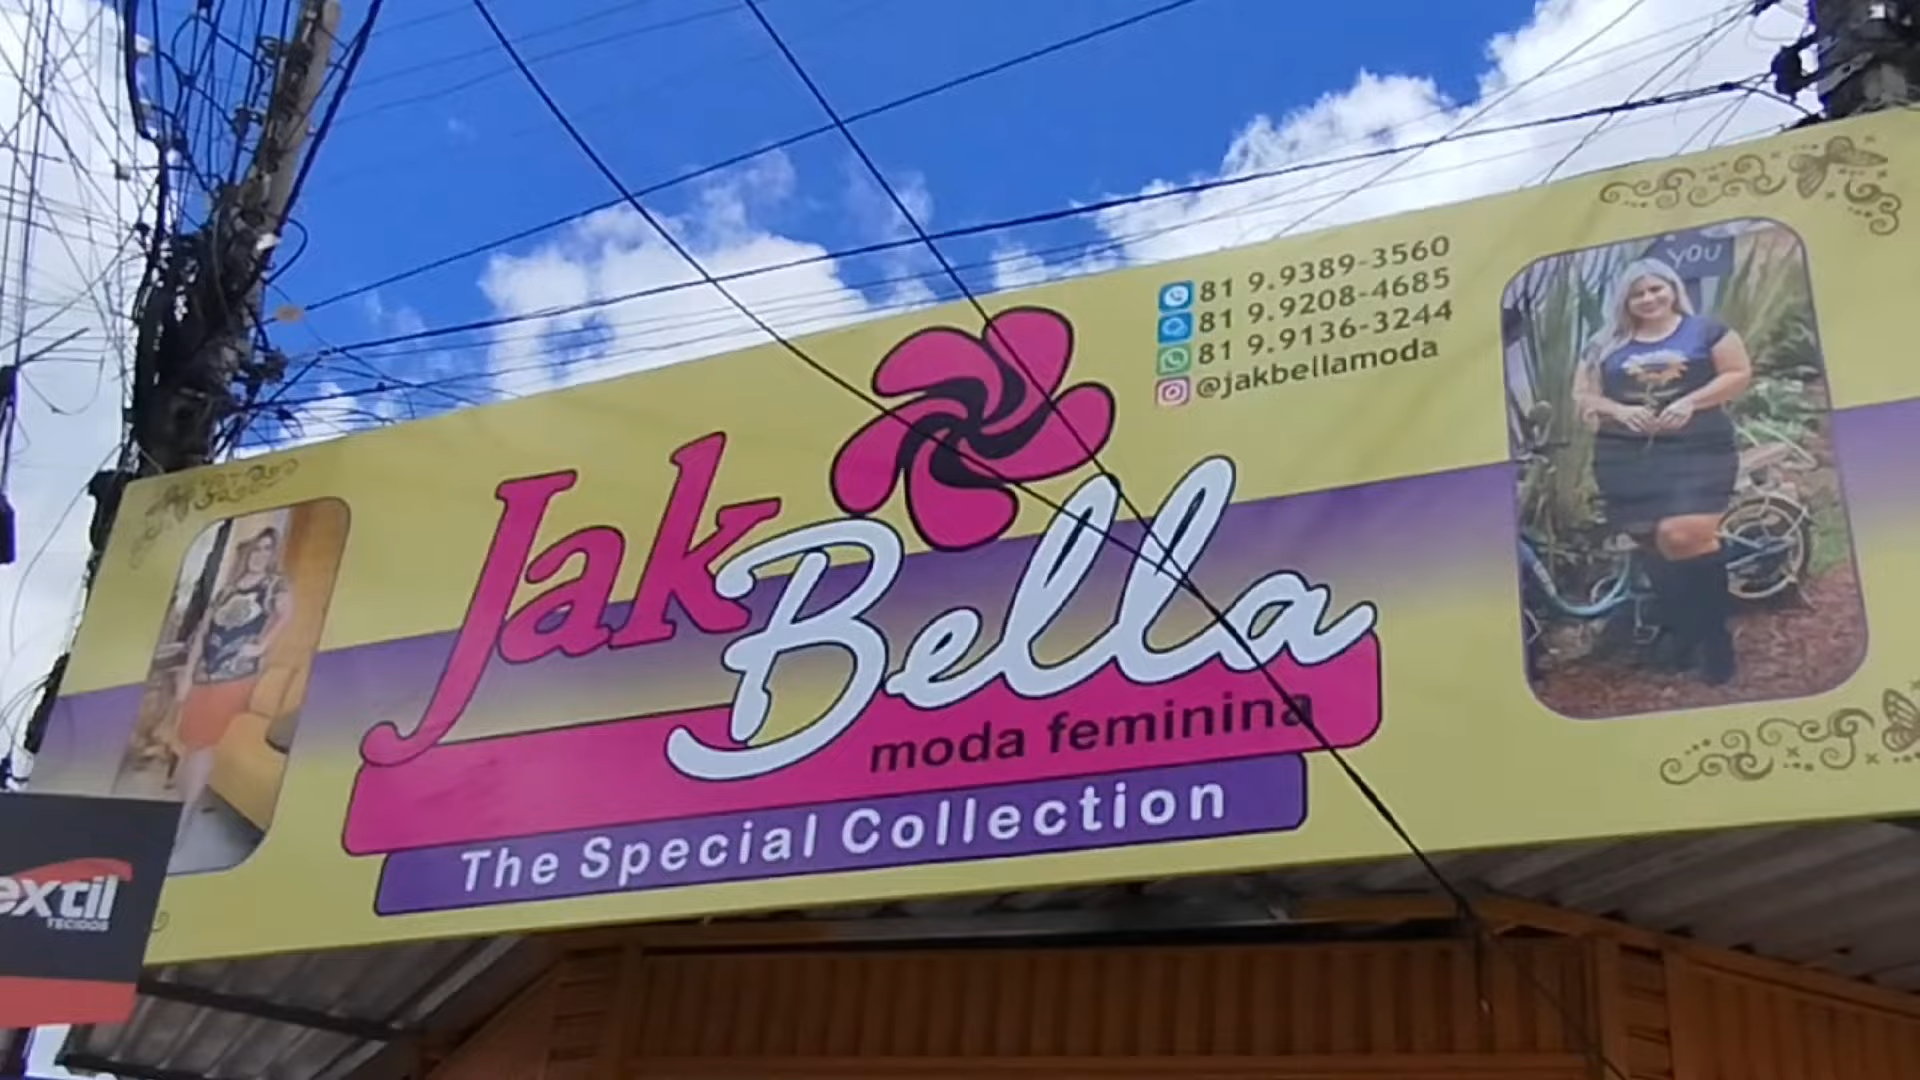 81 9.9389-3560
81 9.9208-4685
81 9.9136-3244
@jakbellamoda
YOU
Jak
Bella
moda feminina
The Special Collection
extil
TECIDOS